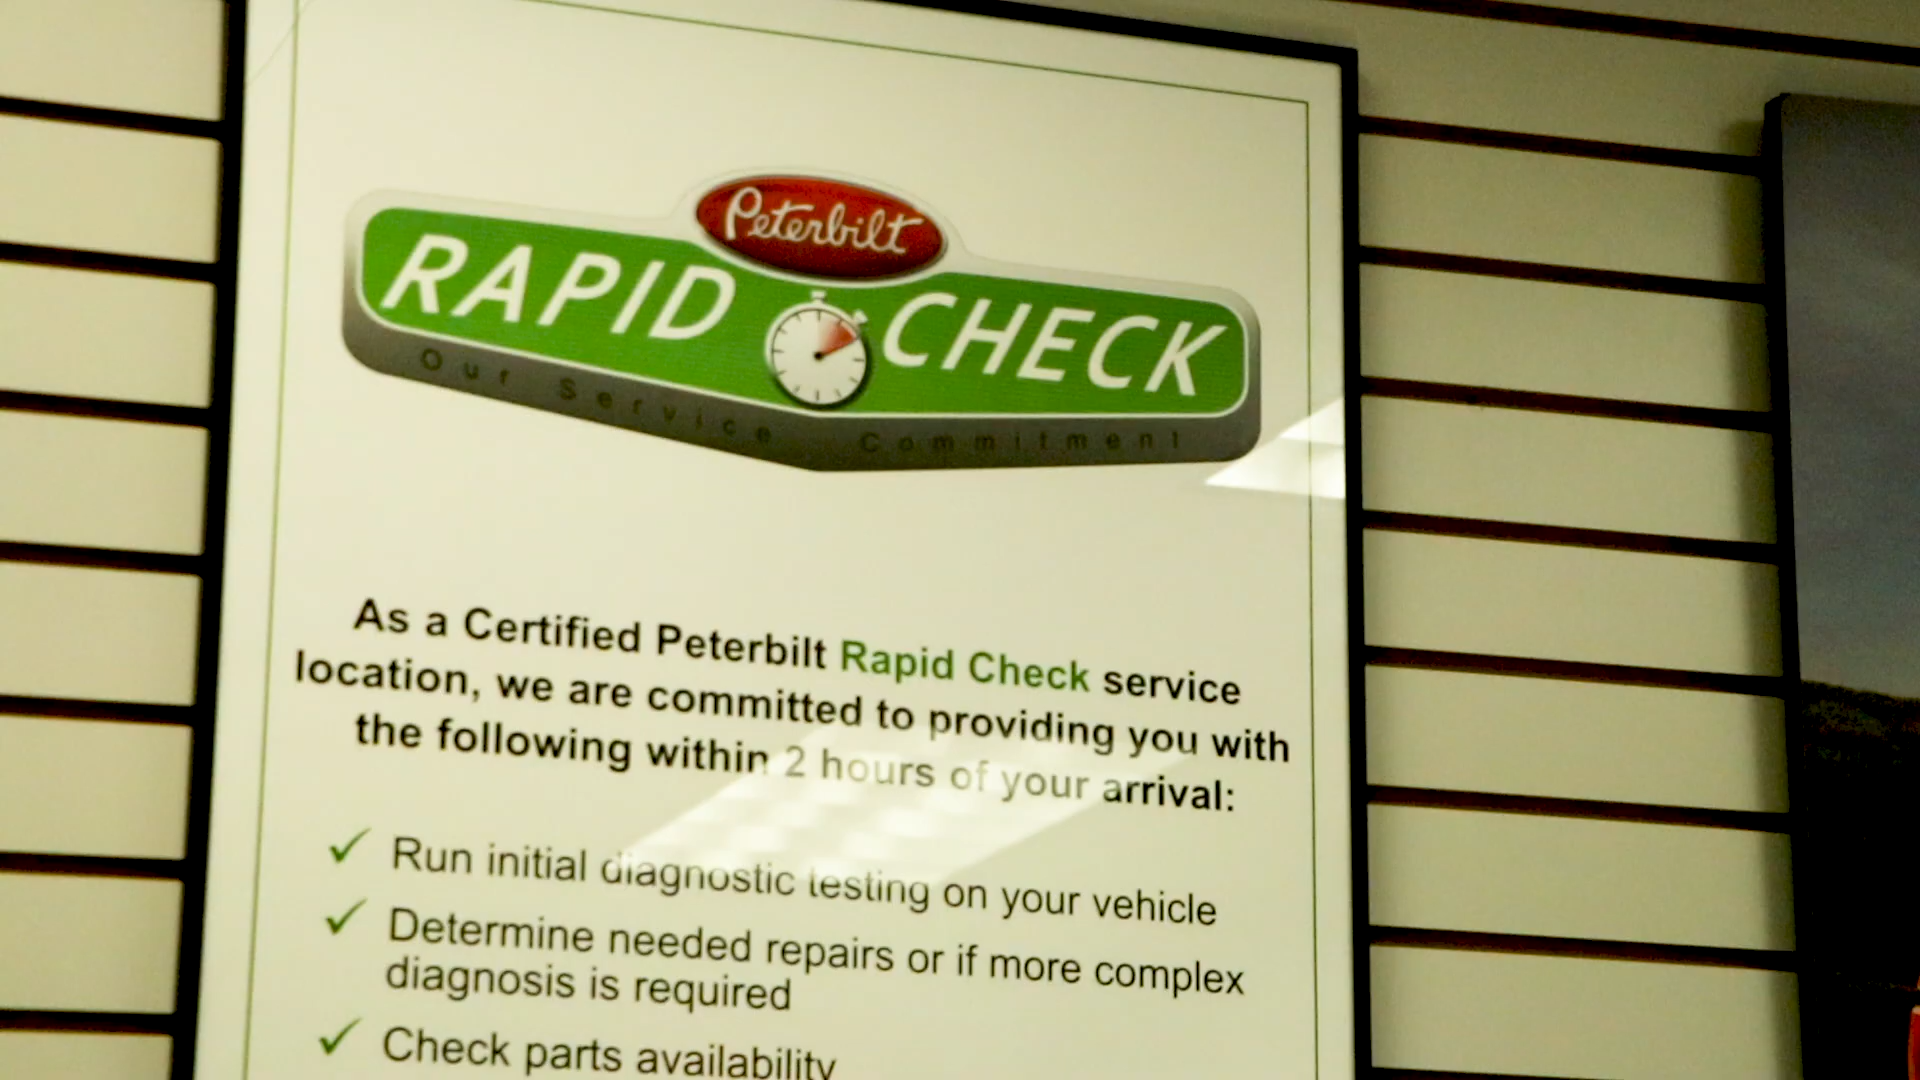 Peterbilt
RAPID CHECK
Our Service Commitment
As a Certified Peterbilt Rapid Check service
location, we are committed to providing you with
the following within 2 hours of your arrival:
✓ Run initial diagnostic testing on your vehicle
✓ Determine needed repairs or if more complex
diagnosis is required
✓ Check parts availability